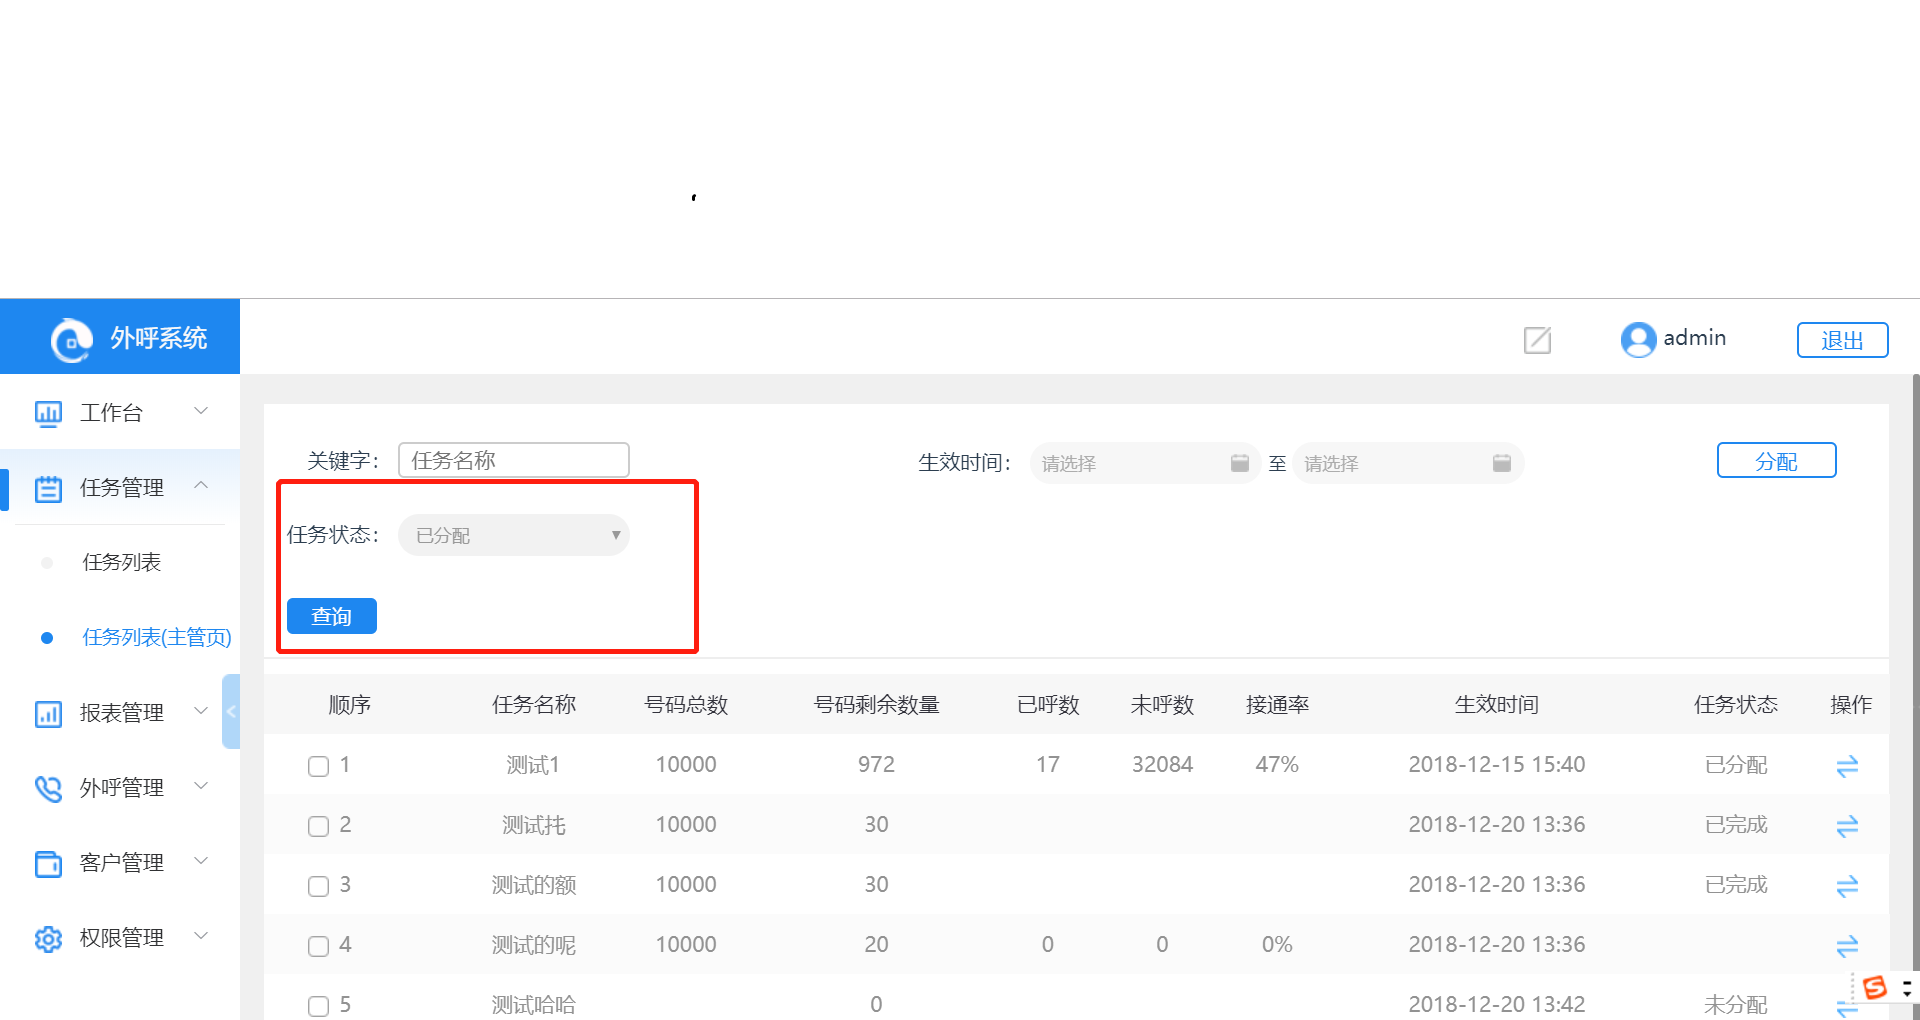 外呼系统
admin
退出
工作台
任务管理
任务列表
任务列表(主管页)
报表管理
外呼管理
客户管理
权限管理
关键字： 任务名称 生效时间： 请选择 至 请选择 分配
任务状态： 已分配
查询
顺序 任务名称 号码总数 号码剩余数量 已呼数 未呼数 接通率 生效时间 任务状态 操作
1 测试1 10000 972 17 32084 47% 2018-12-15 15:40 已分配
2 测试扥 10000 30 2018-12-20 13:36 已完成
3 测试的额 10000 30 2018-12-20 13:36 已完成
4 测试的呢 10000 20 0 0 0% 2018-12-20 13:36
5 测试哈哈 0 2018-12-20 13:42 未分配